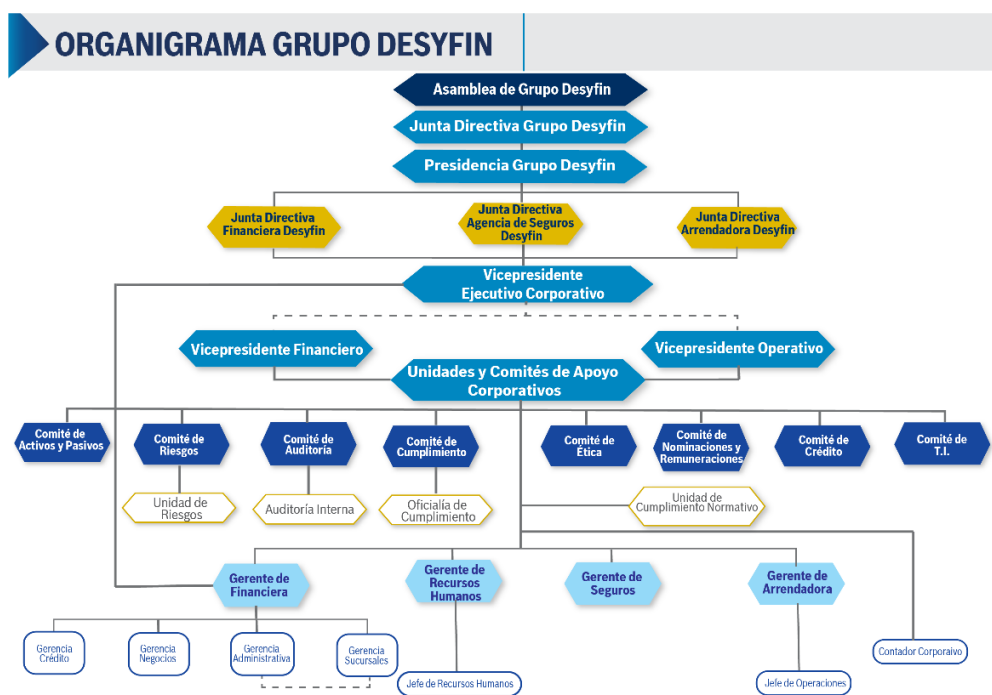 ORGANIGRAMA GRUPO DESYFIN
Asamblea de Grupo Desyfin
Junta Directiva Grupo Desyfin
Presidencia Grupo Desyfin
Junta Directiva
Financiera Desyfin
Junta Directiva
Agencia de Seguros
Desyfin
Junta Directiva
Arrendadora Desyfin
Vicepresidente
Ejecutivo Corporativo
Vicepresidente Financiero
Vicepresidente Operativo
Unidades y Comités de Apoyo
Corporativos
Comité de
Activos y Pasivos
Comité de
Riesgos
Comité de
Auditoría
Comité de
Cumplimiento
Comité de
Ética
Comité de
Nominaciones y
Remuneraciones
Comité de
Crédito
Comité de
T.I.
Unidad de
Riesgos
Auditoría Interna
Oficialía de
Cumplimiento
Unidad de
Cumplimiento Normativo
Gerente de
Financiera
Gerente de
Recursos
Humanos
Gerente de
Seguros
Gerente de
Arrendadora
Gerencia
Crédito
Gerencia
Negocios
Gerencia
Administrativa
Gerencia
Sucursales
Contador Corporaivo
Jefe de Recursos Humanos
Jefe de Operaciones